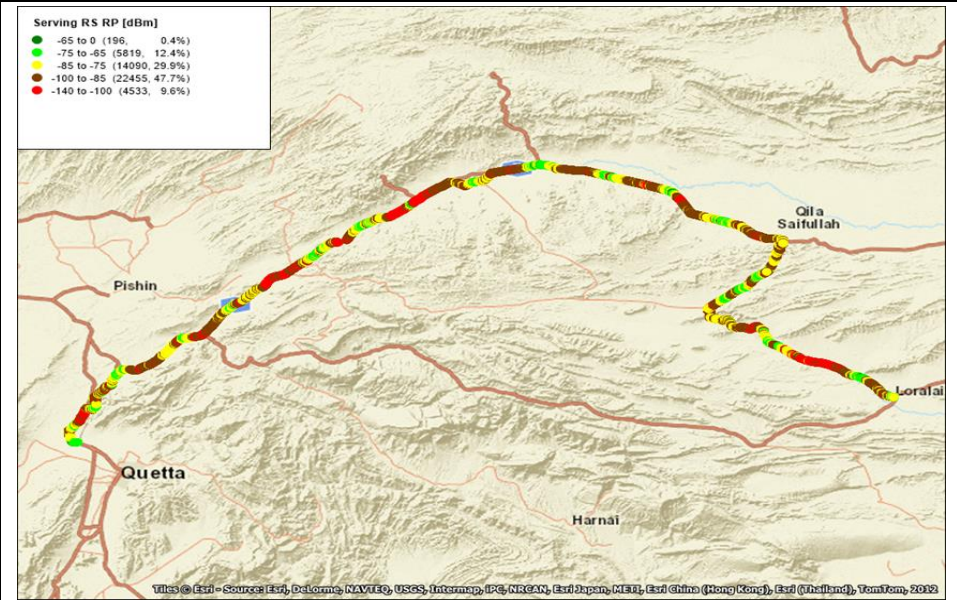 Serving RS RP [dBm]
-65 to 0 (196, 0.4%)
-75 to -65 (5819, 12.4%)
-85 to -75 (14090, 29.9%)
-100 to -85 (22455, 47.7%)
-140 to -100 (4533, 9.6%)
Qila
Saifullah
Pishin
Loralai
Quetta
Harnai
Tiles © Esri - Source: Esri, DeLorme, NAVTEQ, USGS, Intermap, iPC, NRCAN, Esri Japan, METI, Esri China (Hong Kong), Esri (Thailand), TomTom, 2012